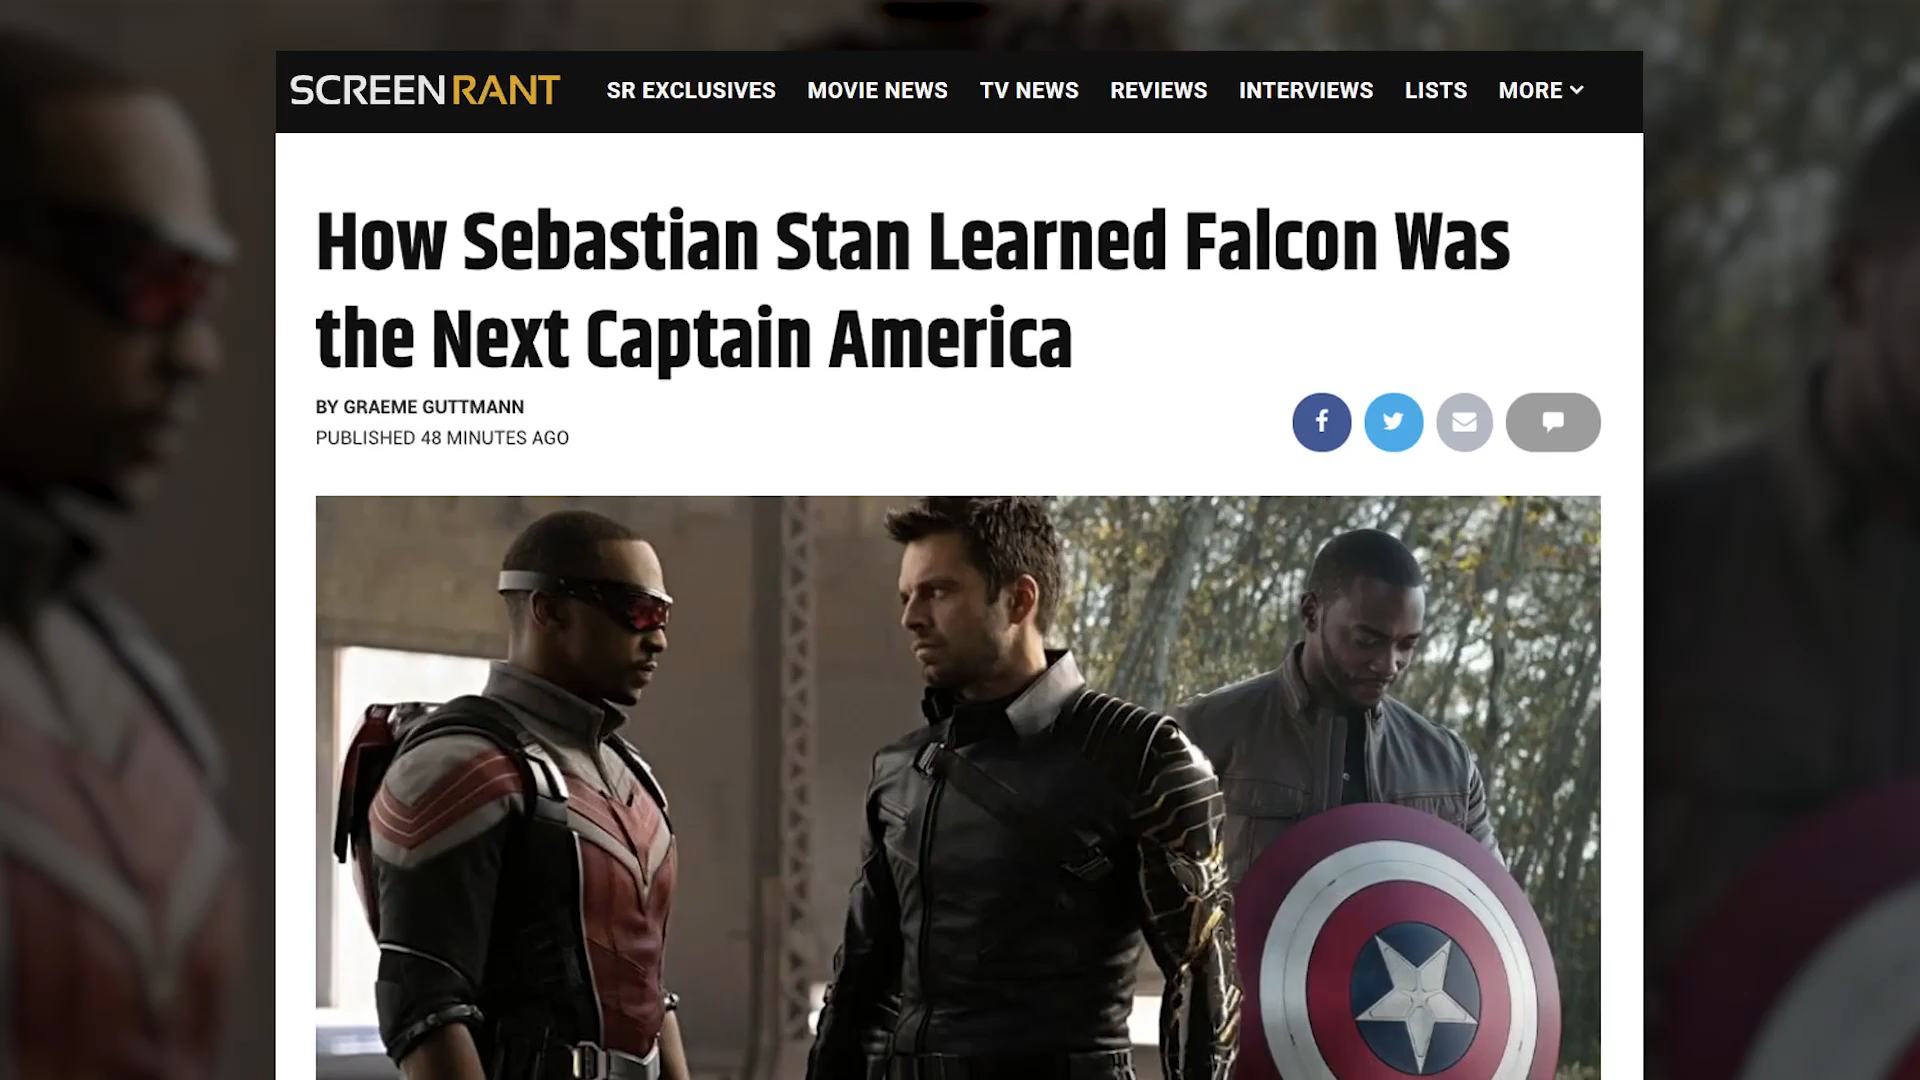 SCREENRANT SR EXCLUSIVES MOVIE NEWS TV NEWS REVIEWS INTERVIEWS LISTS MORE
How Sebastian Stan Learned Falcon Was
the Next Captain America
BY GRAEME GUTTMANN
PUBLISHED 48 MINUTES AGO